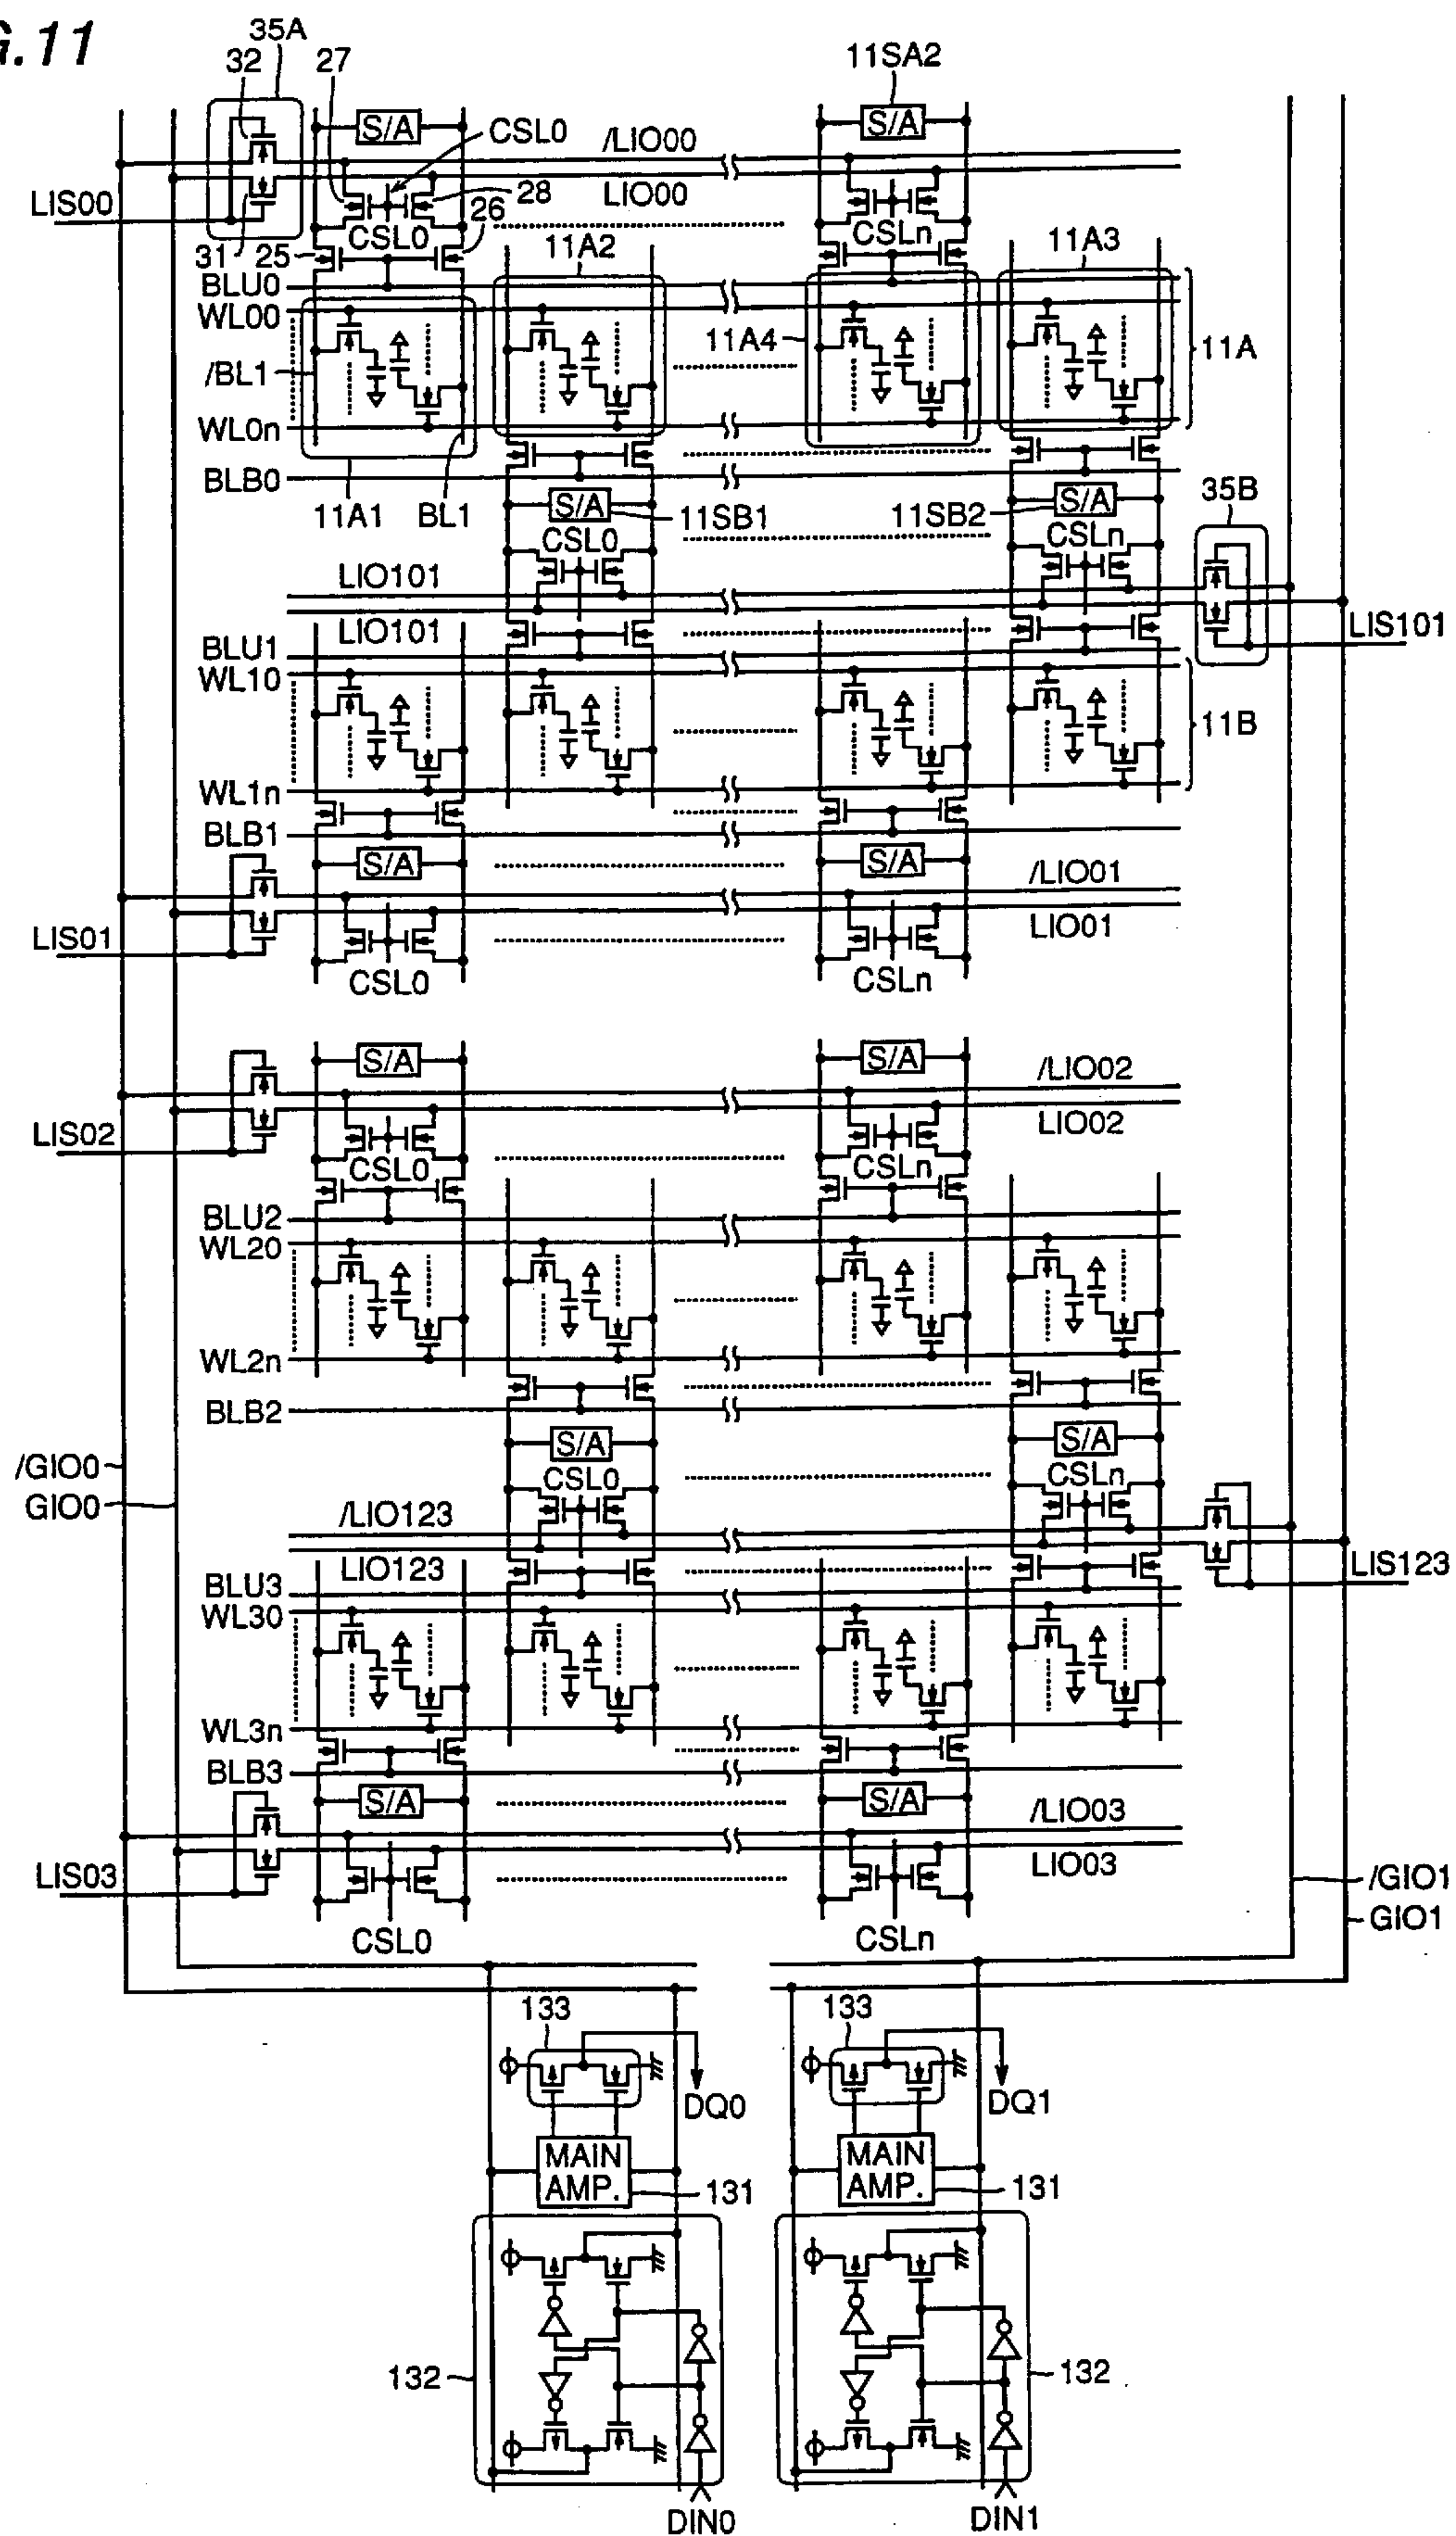 G.11
35A
32 27
11SA2
S/A
S/A
CSL0
/LIO00
LIO00
LIS00
28
26
CSL0
CSLn
31
25
11A2
11A3
BLU0
WL00
11A4
11A
/BL1
WL0n
BLB0
11A1
BL1
S/A
11SB1
11SB2
S/A
35B
CSL0
CSLn
LIO101
LIO101
LIS101
BLU1
WL10
11B
WL1n
BLB1
S/A
S/A
/LIO01
LIO01
LIS01
CSL0
CSLn
S/A
S/A
/LIO02
LIO02
LIS02
CSL0
CSLn
BLU2
WL20
WL2n
BLB2
S/A
S/A
/GIO0
GIO0
CSL0
CSLn
/LIO123
LIO123
LIS123
BLU3
WL30
WL3n
BLB3
S/A
S/A
/LIO03
LIO03
LIS03
/GIO1
GIO1
CSL0
CSLn
133
133
DQ0
DQ1
MAIN
AMP.
131
MAIN
AMP.
131
132
132
DIN0
DIN1